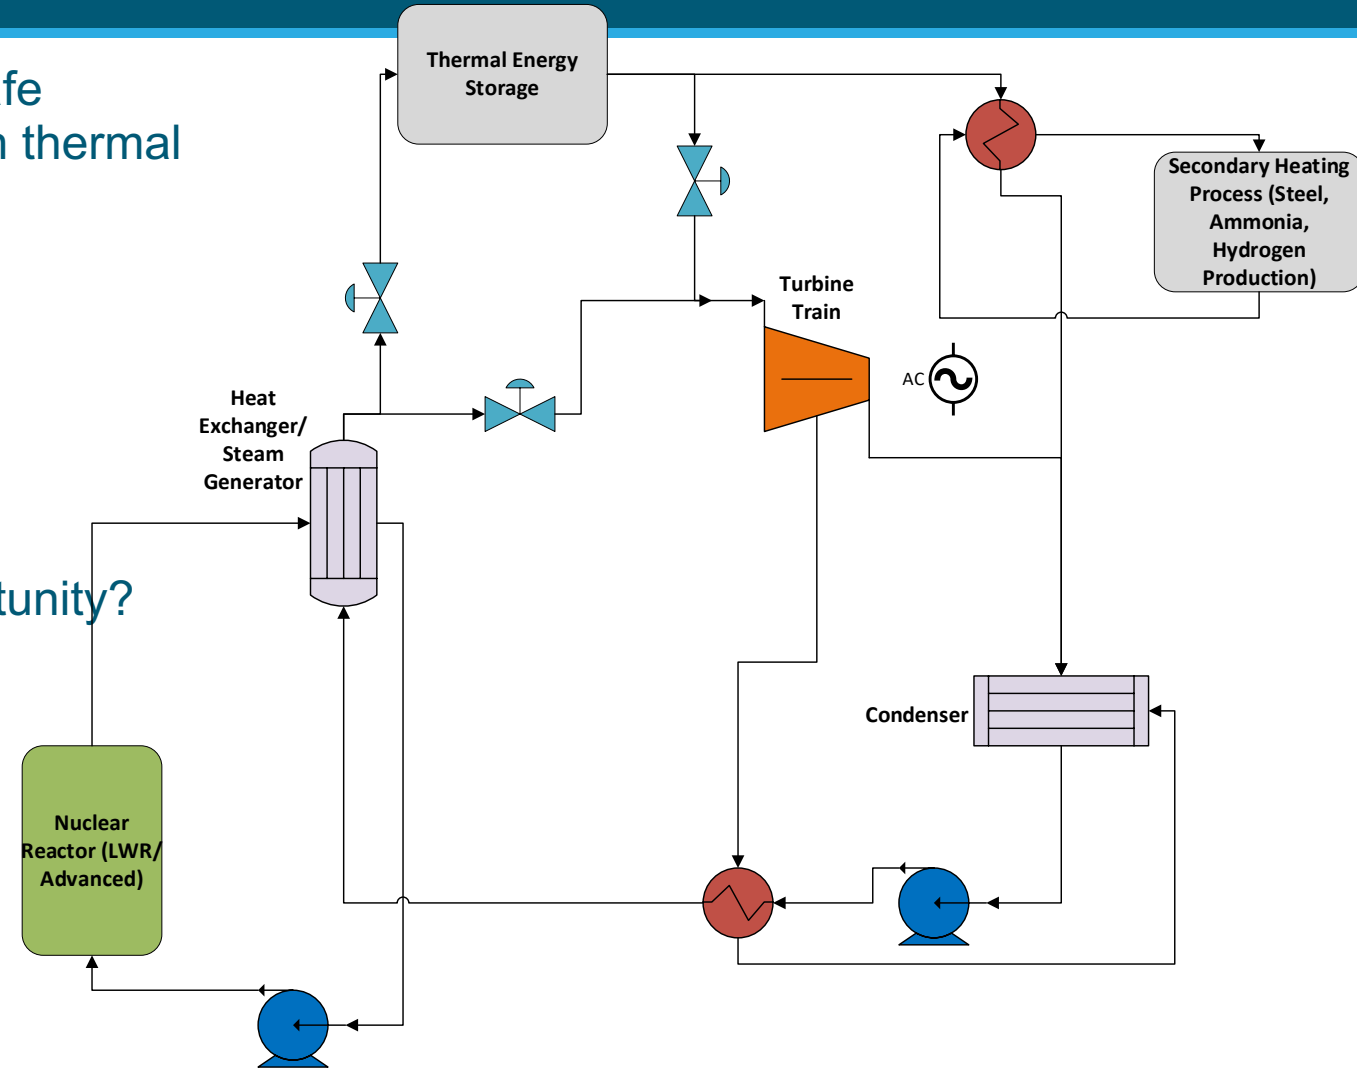 Thermal Energy
Storage
thermal
Secondary Heating
Process (Steel,
Ammonia,
Hydrogen
Production)
Turbine
Train
AC
Heat
Exchanger/
Steam
Generator
tunity?
Condenser
Nuclear
Reactor (LWR/
Advanced)